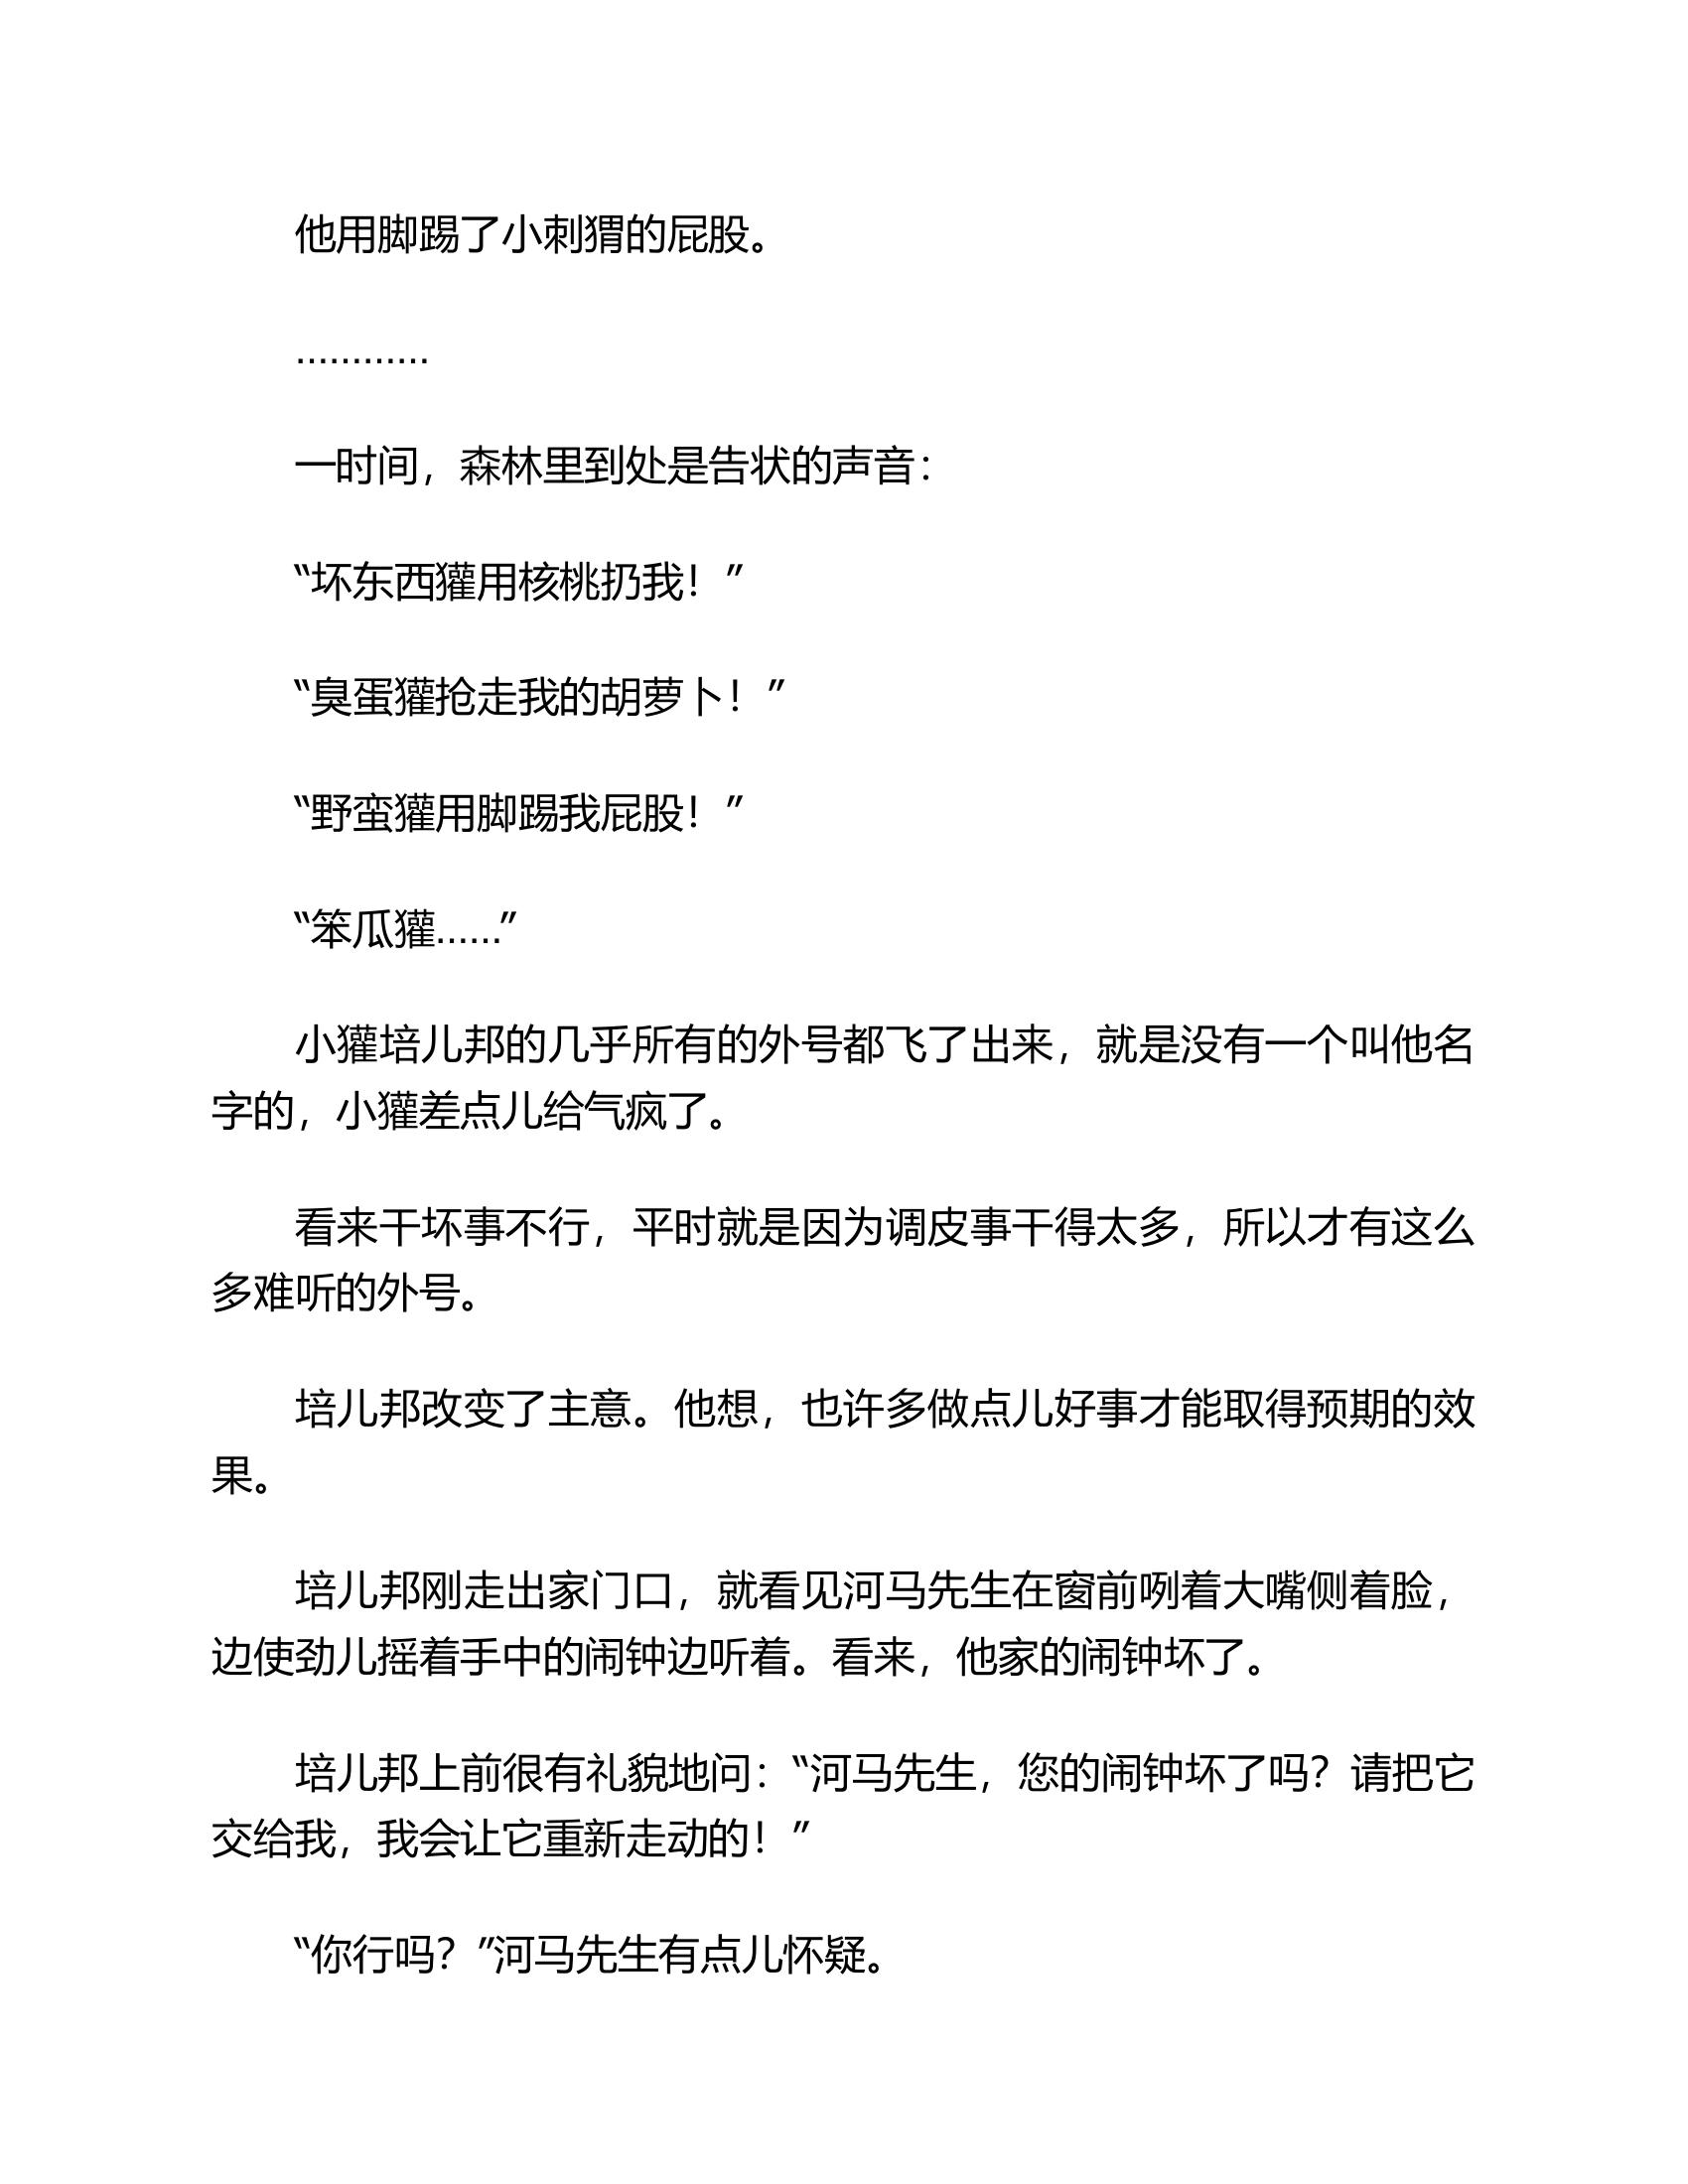 他用脚踢了小刺猬的屁股。
…………
一时间，森林里到处是告状的声音：
“坏东西獾用核桃扔我！”
“臭蛋獾抢走我的胡萝卜！”
“野蛮獾用脚踢我屁股！”
“笨瓜獾……”
小獾培儿邦的几乎所有的外号都飞了出来，就是没有一个叫他名
字的，小獾差点儿给气疯了。
看来干坏事不行，平时就是因为调皮事干得太多，所以才有这么
多难听的外号。
培儿邦改变了主意。他想，也许多做点儿好事才能取得预期的效
果。
培儿邦刚走出家门口，就看见河马先生在窗前咧着大嘴侧着脸，
边使劲儿摇着手中的闹钟边听着。看来，他家的闹钟坏了。
培儿邦上前很有礼貌地问：“河马先生，您的闹钟坏了吗？请把它
交给我，我会让它重新走动的！”
“你行吗？”河马先生有点儿怀疑。